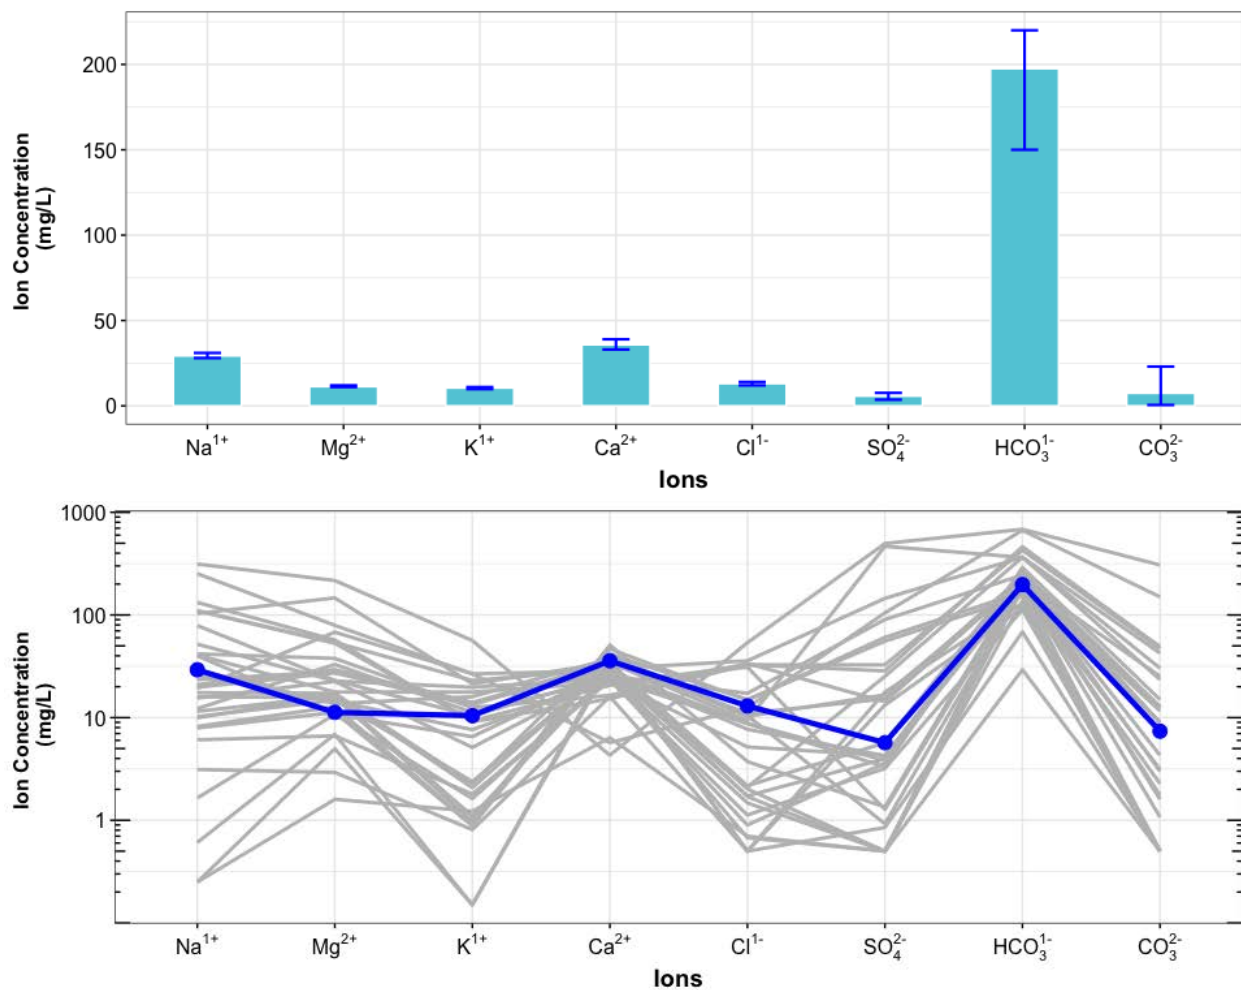 Ion Concentration
(mg/L)
200
150
100
50
0
Na¹⁺ Mg²⁺ K¹⁺ Ca²⁺ Cl¹⁻ SO₄²⁻ HCO₃¹⁻ CO₃²⁻
Ions
Ion Concentration
(mg/L)
1000
100
10
1
Na¹⁺ Mg²⁺ K¹⁺ Ca²⁺ Cl¹⁻ SO₄²⁻ HCO₃¹⁻ CO₃²⁻
Ions